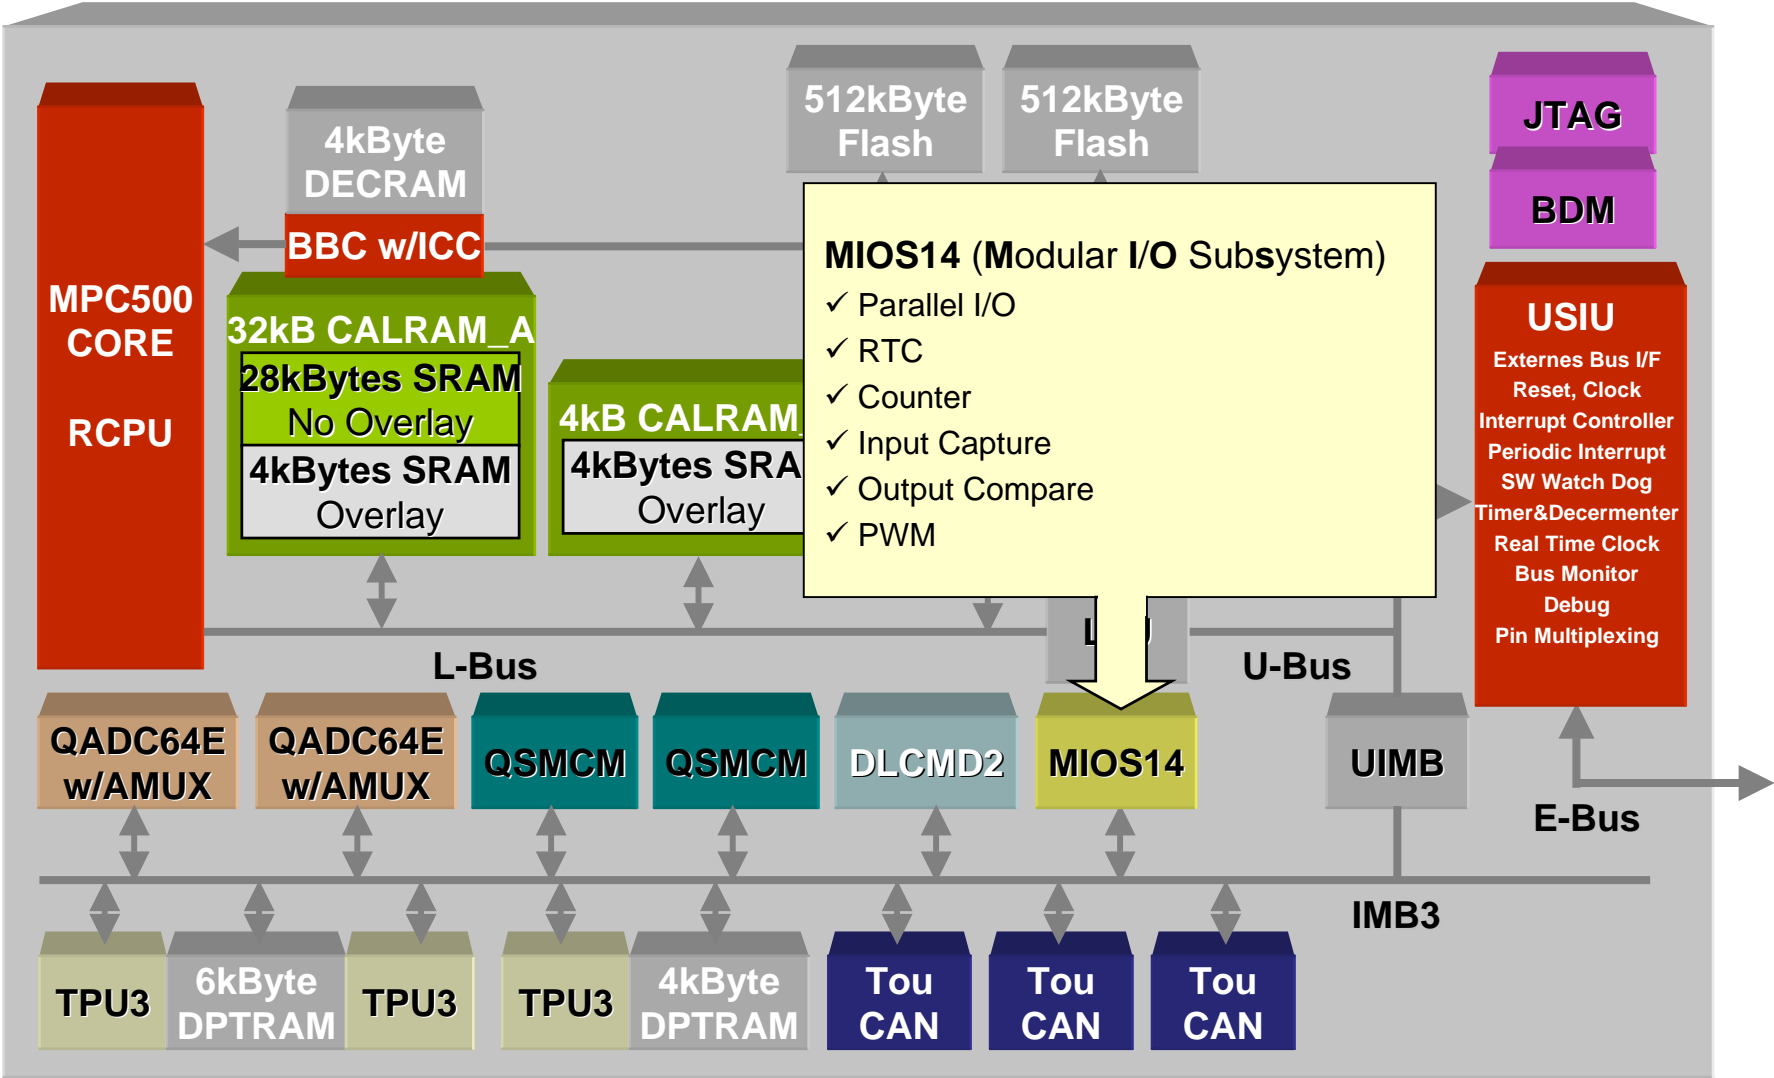 512kByte
Flash
512kByte
Flash
JTAG
BDM
4kByte
DECRAM
BBC w/ICC
MPC500
CORE
RCPU
32kB CALRAM_A
28kBytes SRAM
No Overlay
4kBytes SRAM
Overlay
4kB CALRAM_
4kBytes SRA
Overlay
MIOS14 (Modular I/O Subsystem)
✓ Parallel I/O
✓ RTC
✓ Counter
✓ Input Capture
✓ Output Compare
✓ PWM
USIU
Externes Bus I/F
Reset, Clock
Interrupt Controller
Periodic Interrupt
SW Watch Dog
Timer&Decermenter
Real Time Clock
Bus Monitor
Debug
Pin Multiplexing
L-Bus
U-Bus
E-Bus
QADC64E
w/AMUX
QADC64E
w/AMUX
QSMCM
QSMCM
DLCMD2
MIOS14
UIMB
IMB3
TPU3
6kByte
DPTRAM
TPU3
TPU3
4kByte
DPTRAM
Tou
CAN
Tou
CAN
Tou
CAN